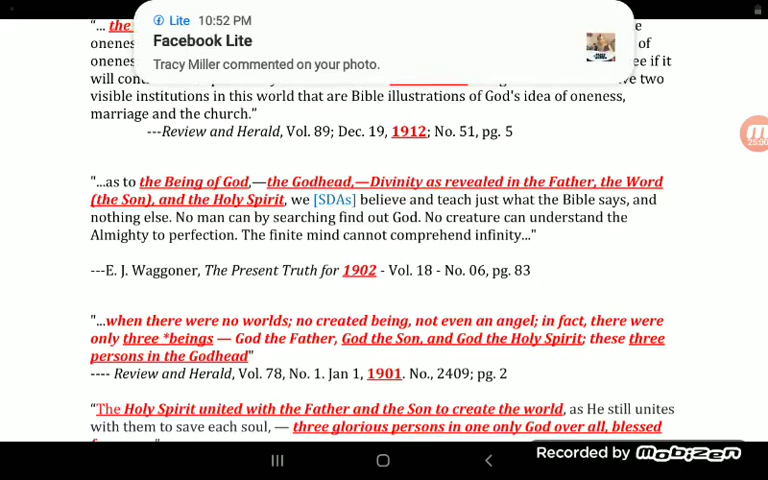 Lite 10:52 PM
Facebook Lite
Tracy Miller commented on your photo.
"... the
e
onenes
of
onenes
ee if it
will con
e two
visible institutions in this world that are Bible illustrations of God's idea of oneness,
marriage and the church."
---Review and Herald, Vol. 89; Dec. 19, 1912; No. 51, pg. 5
"...as to the Being of God,—the Godhead,—Divinity as revealed in the Father, the Word
(the Son), and the Holy Spirit, we [SDAs] believe and teach just what the Bible says, and
nothing else. No man can by searching find out God. No creature can understand the
Almighty to perfection. The finite mind cannot comprehend infinity..."
---E. J. Waggoner, The Present Truth for 1902 - Vol. 18 - No. 06, pg. 83
"...when there were no worlds; no created being, not even an angel; in fact, there were
only three *beings — God the Father, God the Son, and God the Holy Spirit; these three
persons in the Godhead"
---- Review and Herald, Vol. 78, No. 1. Jan 1, 1901. No., 2409; pg. 2
"The Holy Spirit united with the Father and the Son to create the world, as He still unites
with them to save each soul, — three glorious persons in one only God over all, blessed
25:00
Recorded by Mobizen